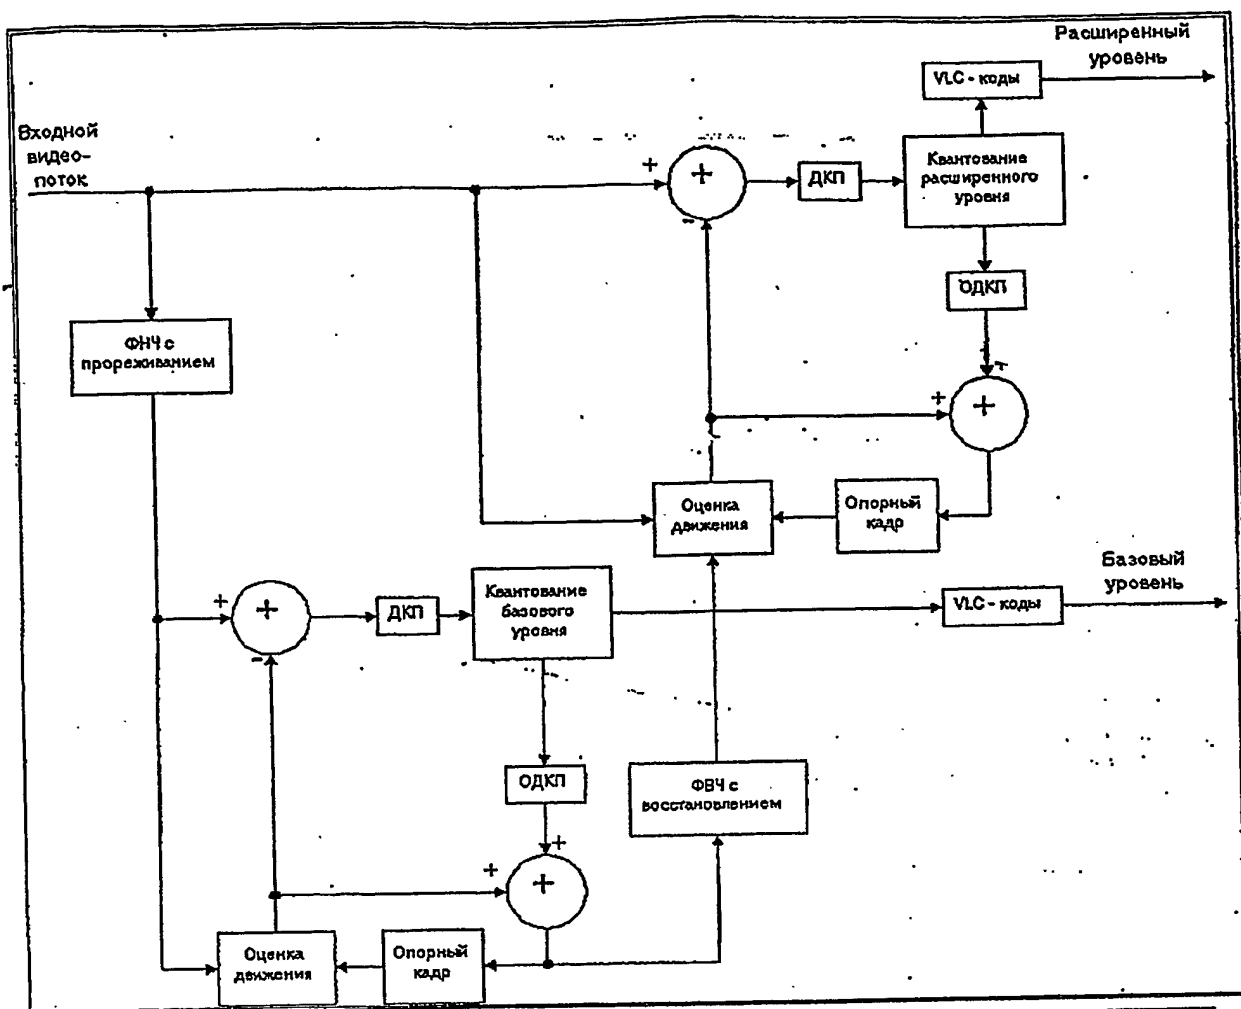 Расширенный
уровень
VLC - коды
Входной
видео-
поток
+
+
-
ДКП
Квантование
расширенного
уровня
ОДКП
ФНЧ с
прореживанием
+
+
+
Оценка
движения
Опорный
кадр
Базовый
уровень
+
+
-
ДКП
Квантование
базового
уровня
VLC - коды
ОДКП
ФВЧ с
восстановлением
+
+
+
Оценка
движения
Опорный
кадр